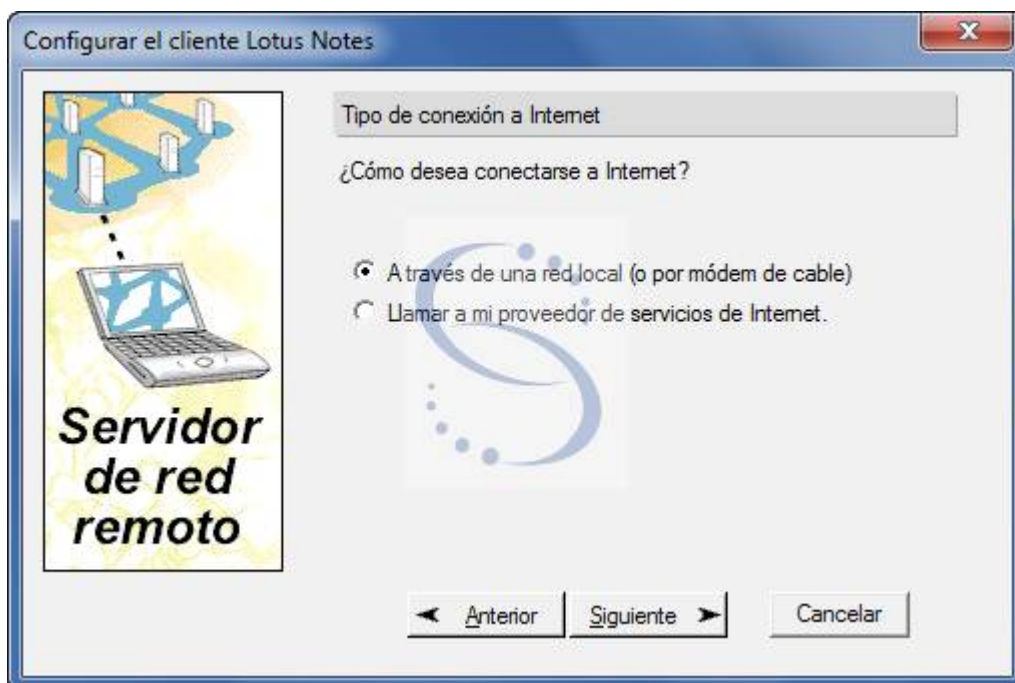 Configurar el cliente Lotus Notes
Tipo de conexión a Internet
¿Cómo desea conectarse a Internet?
A través de una red local (o por módem de cable)
Llamar a mi proveedor de servicios de Internet.
Servidor
de red
remoto
Anterior
Siguiente
Cancelar